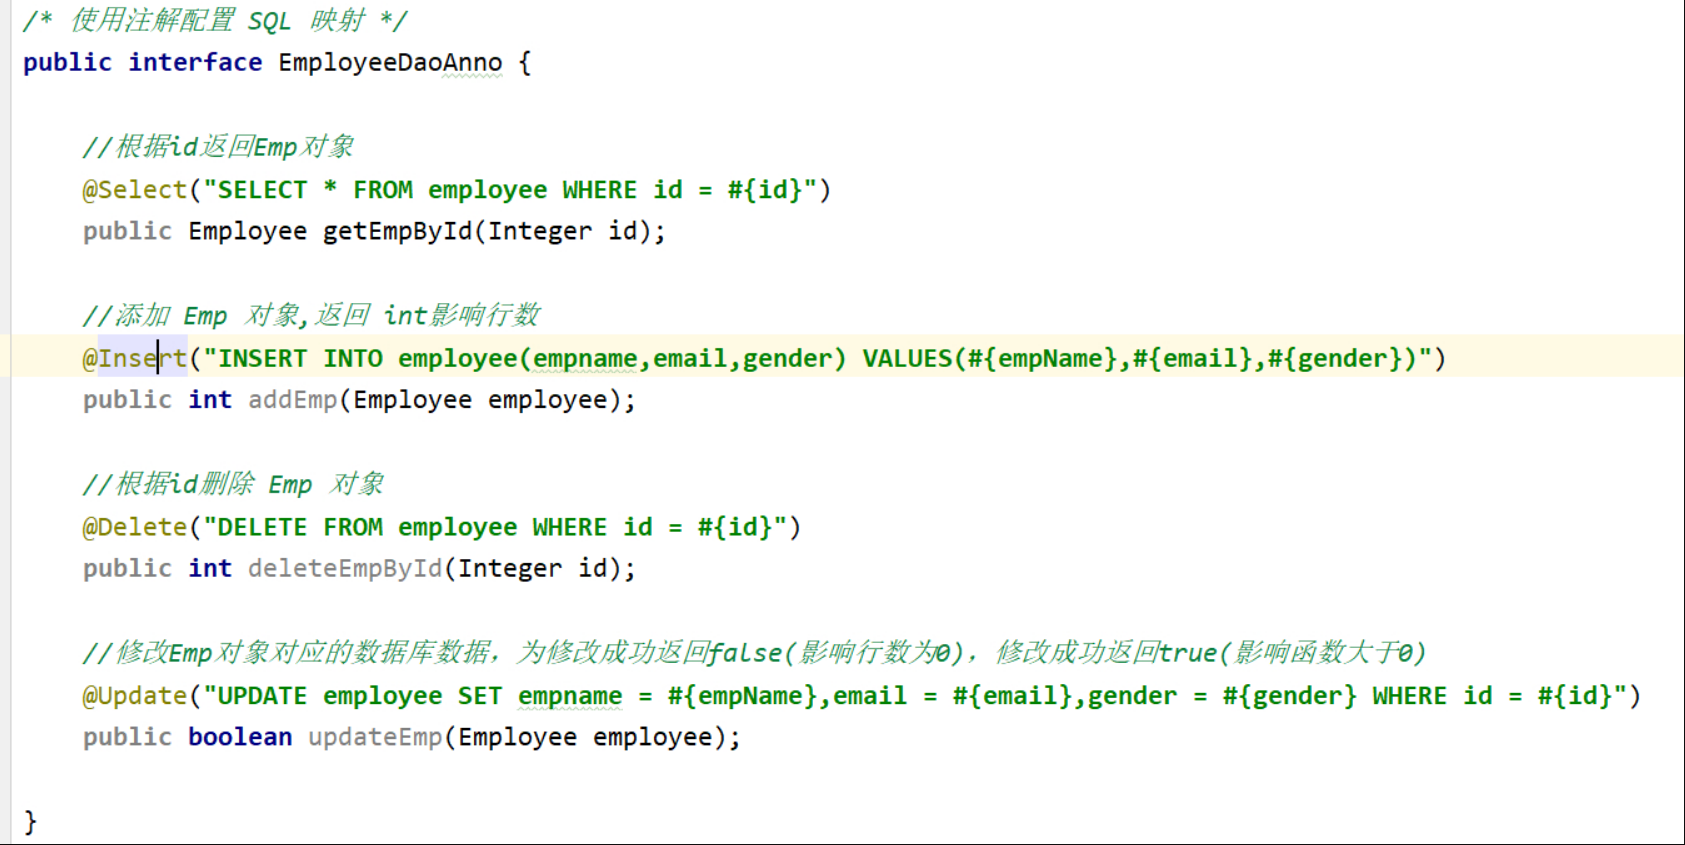 /* 使用注解配置 SQL 映射 */
public interface EmployeeDaoAnno {
//根据id返回Emp对象
@Select("SELECT * FROM employee WHERE id = #{id}")
public Employee getEmpById(Integer id);
//添加 Emp 对象,返回 int影响行数
@Insert("INSERT INTO employee(empname,email,gender) VALUES(#{empName},#{email},#{gender})")
public int addEmp(Employee employee);
//根据id删除 Emp 对象
@Delete("DELETE FROM employee WHERE id = #{id}")
public int deleteEmpById(Integer id);
//修改Emp对象对应的数据库数据，为修改成功返回false(影响行数为0)，修改成功返回true(影响函数大于0)
@Update("UPDATE employee SET empname = #{empName},email = #{email},gender = #{gender} WHERE id = #{id}")
public boolean updateEmp(Employee employee);
}